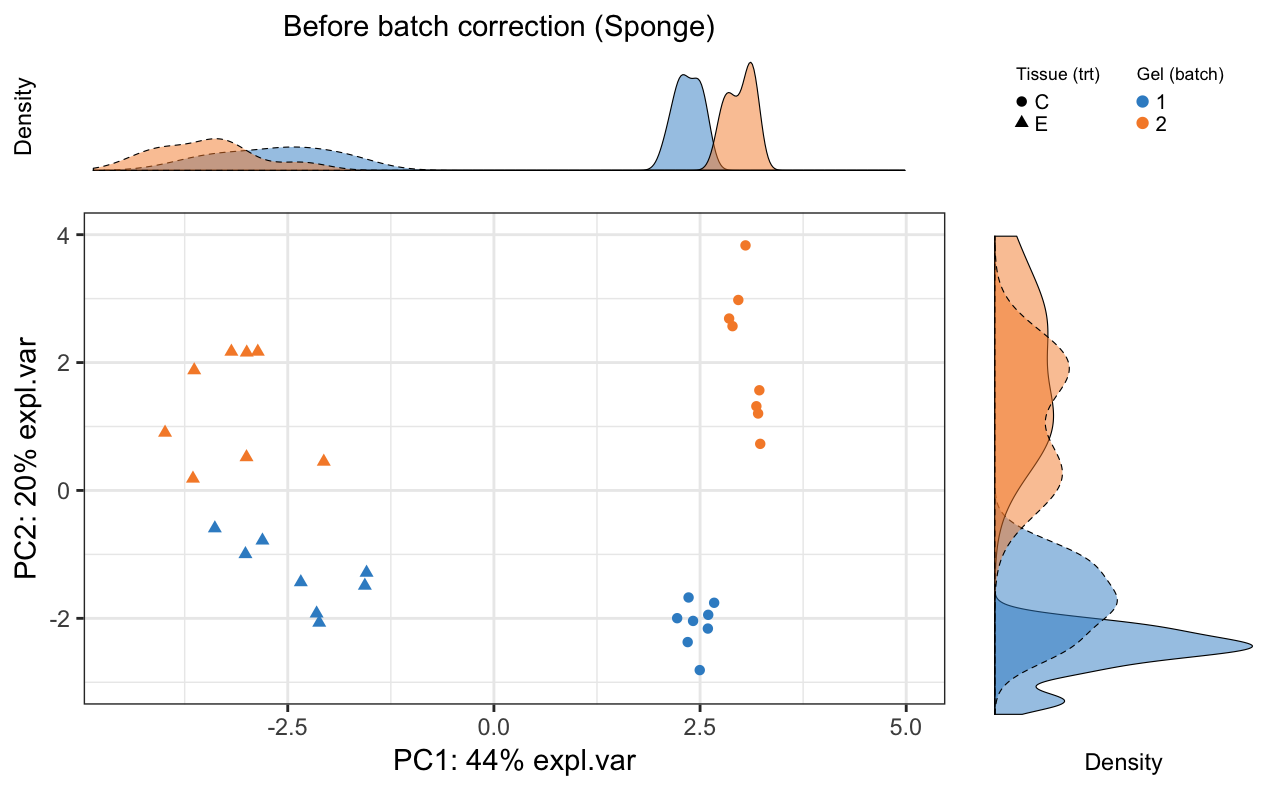 Before batch correction (Sponge)
Density
Tissue (trt)
C
E
Gel (batch)
1
2
4
2
0
-2
PC2: 20% expl.var
-2.5
0.0
2.5
5.0
PC1: 44% expl.var
Density